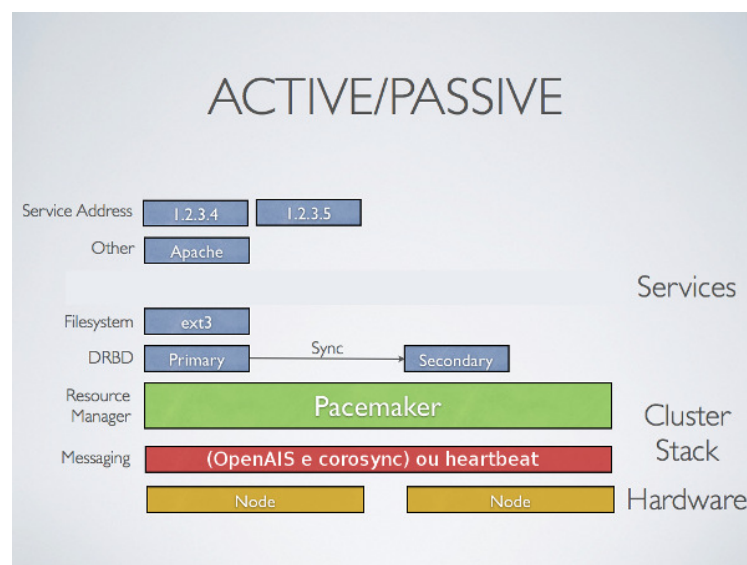 ACTIVE/PASSIVE
Service Address
1.2.3.4
1.2.3.5
Other
Apache
Services
Filesystem
ext3
DRBD
Primary
Sync
Secondary
Resource
Manager
Pacemaker
Cluster
Stack
Messaging
(OpenAIS e corosync) ou heartbeat
Node
Node
Hardware